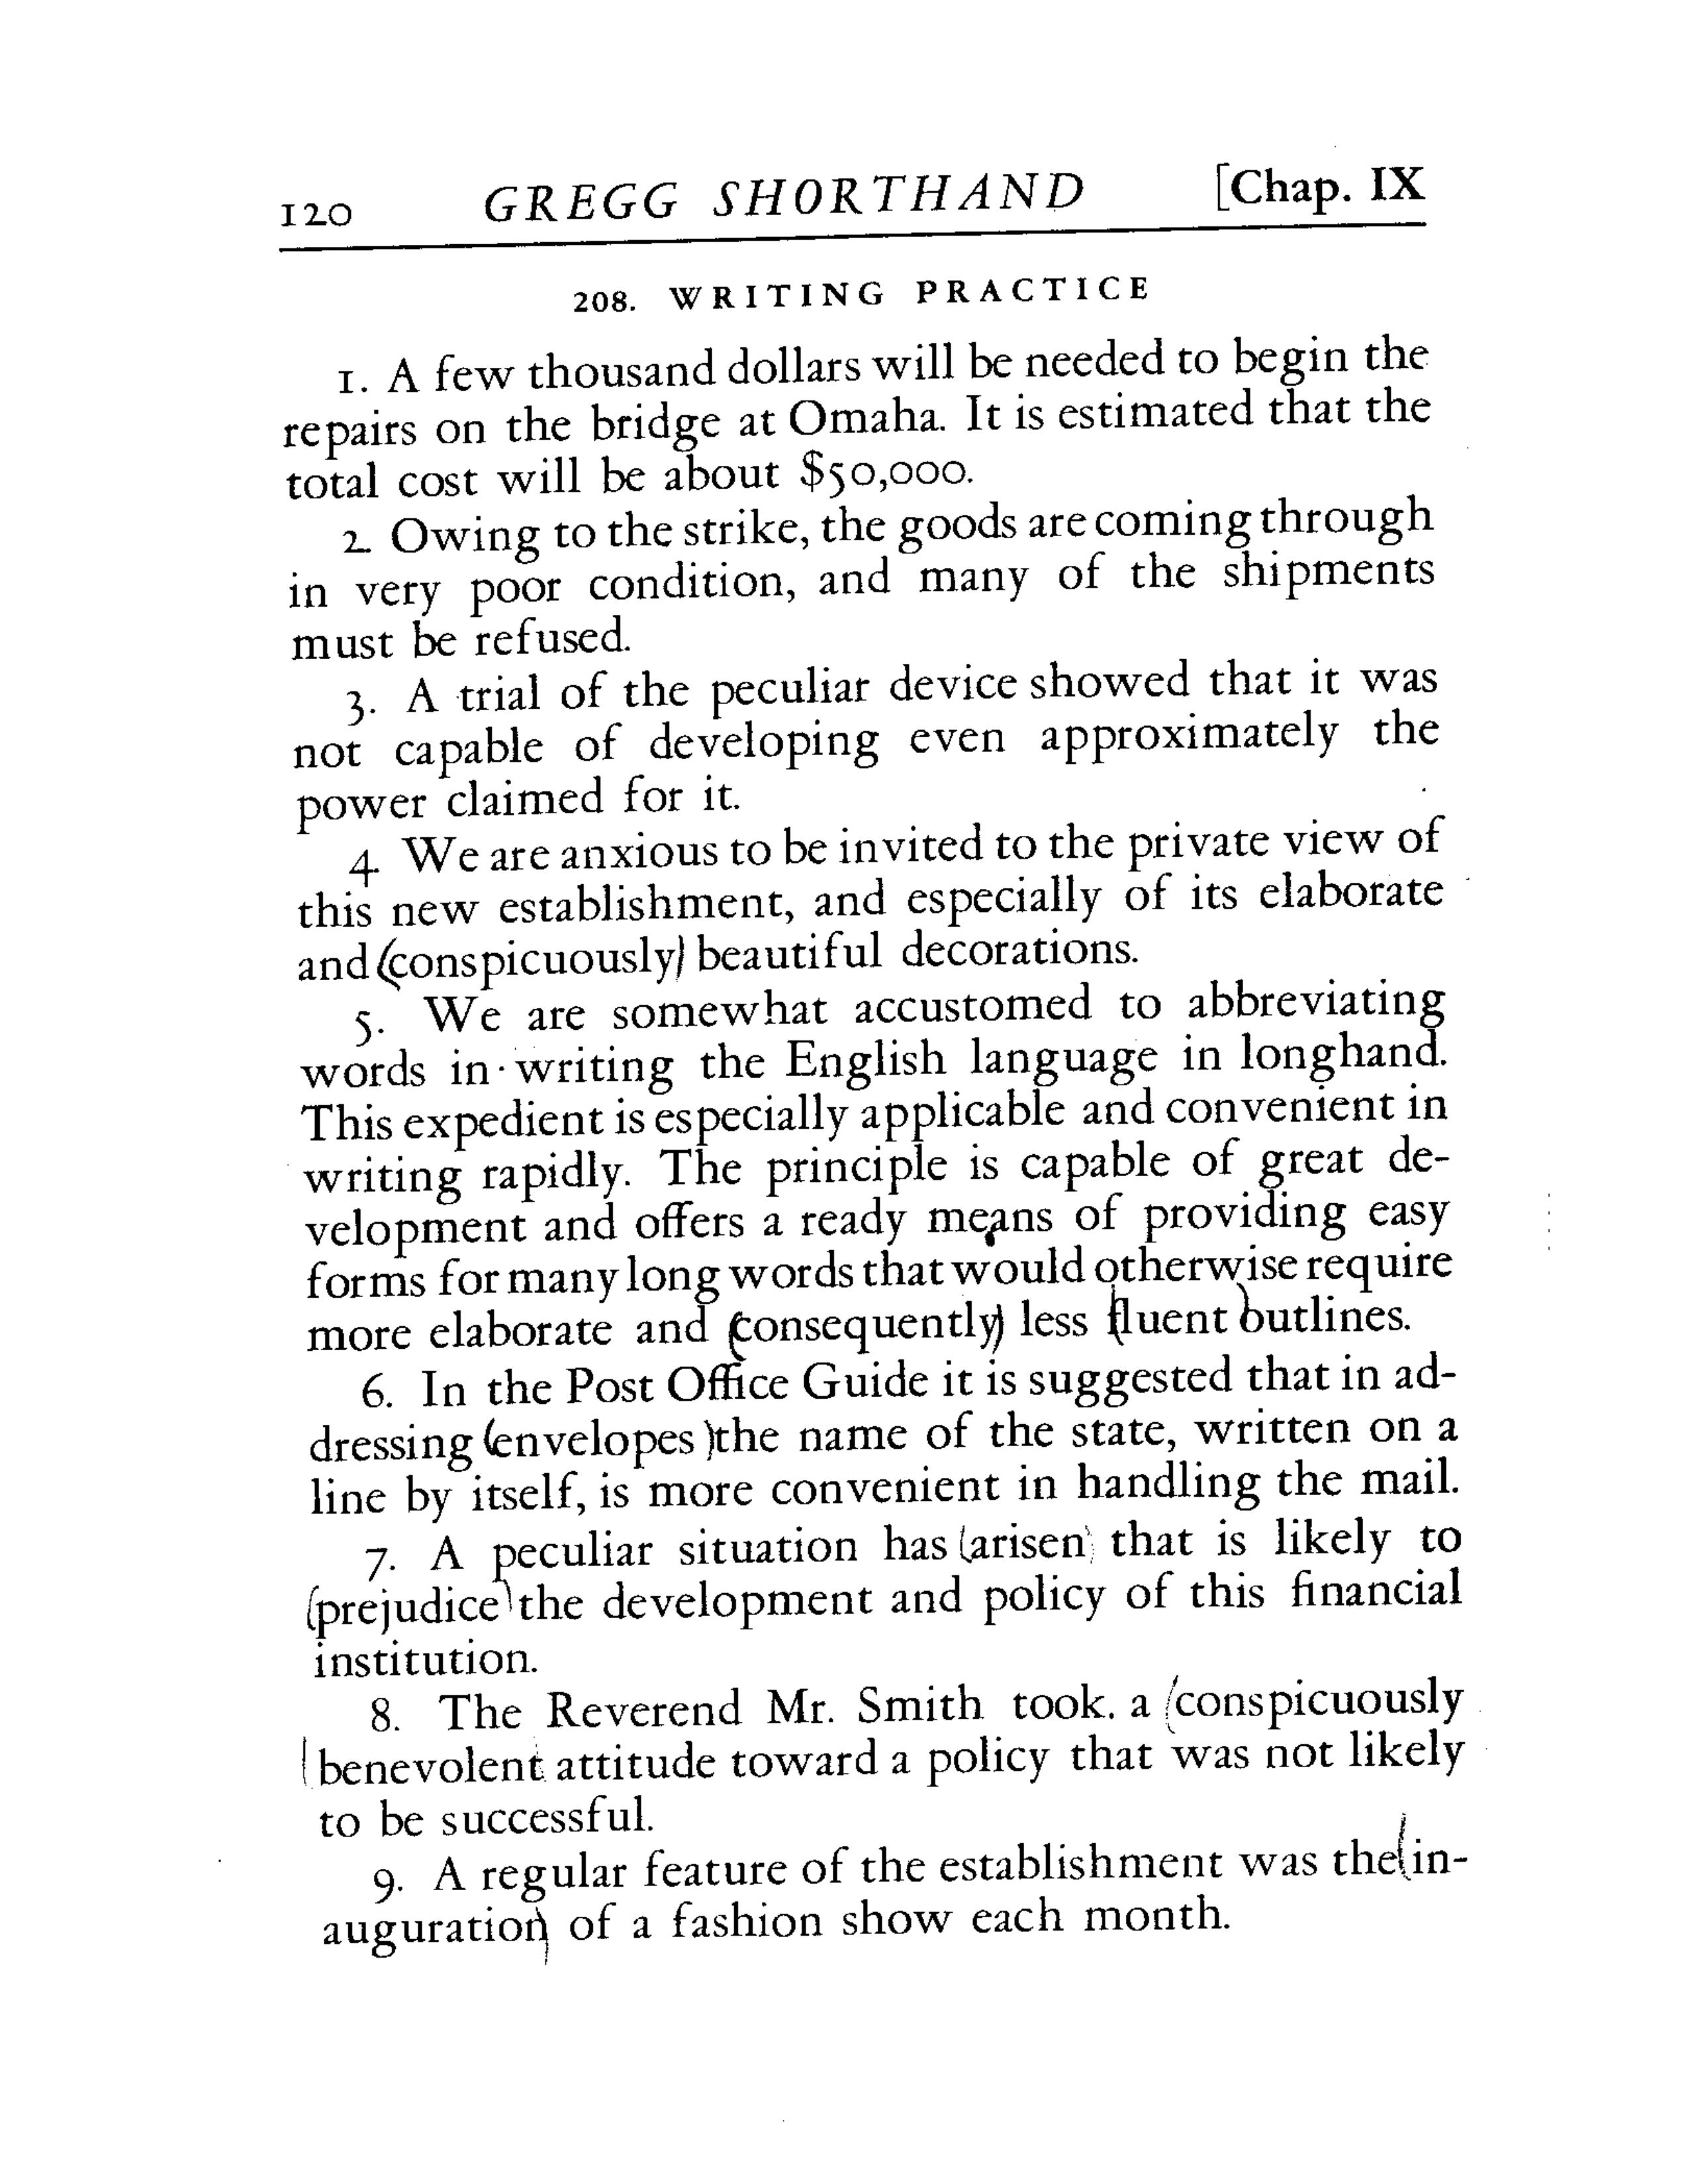 120 GREGG SHORTHAND [Chap. IX
208. WRITING PRACTICE
1. A few thousand dollars will be needed to begin the
repairs on the bridge at Omaha. It is estimated that the
total cost will be about $50,000.
2. Owing to the strike, the goods are coming through
in very poor condition, and many of the shipments
must be refused.
3. A trial of the peculiar device showed that it was
not capable of developing even approximately the
power claimed for it.
4. We are anxious to be invited to the private view of
this new establishment, and especially of its elaborate
and (conspicuously) beautiful decorations.
5. We are somewhat accustomed to abbreviating
words in writing the English language in longhand.
This expedient is especially applicable and convenient in
writing rapidly. The principle is capable of great de-
velopment and offers a ready means of providing easy
forms for many long words that would otherwise require
more elaborate and (consequently) less (fluent) outlines.
6. In the Post Office Guide it is suggested that in ad-
dressing (envelopes) the name of the state, written on a
line by itself, is more convenient in handling the mail.
7. A peculiar situation has (arisen) that is likely to
(prejudice) the development and policy of this financial
institution.
8. The Reverend Mr. Smith took. a (conspicuously
(benevolent attitude toward a policy that was not likely
to be successful.
9. A regular feature of the establishment was the (in-
auguration) of a fashion show each month.